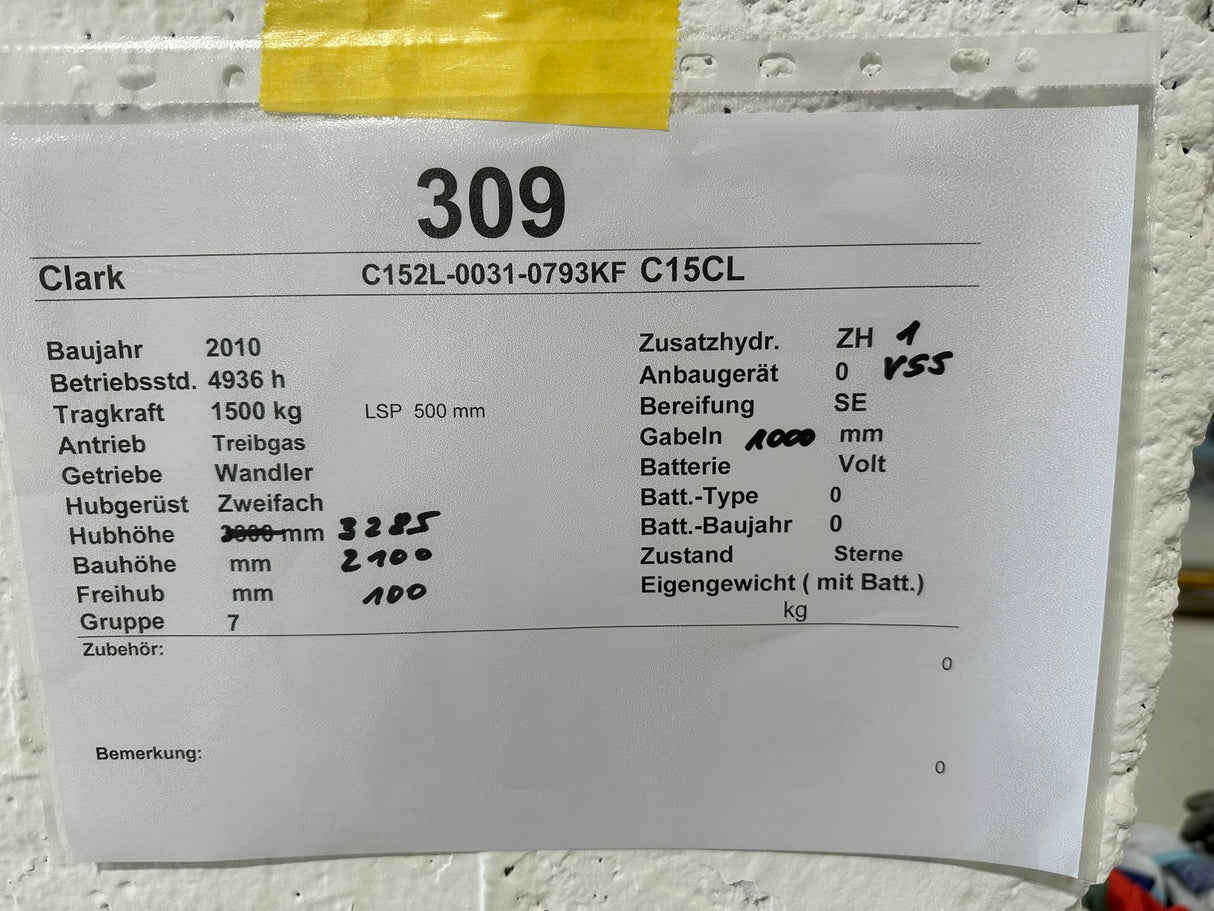 309
Clark C152L-0031-0793KF C15CL
Baujahr 2010
Betriebsstd. 4936 h
Tragkraft 1500 kg LSP 500 mm
Antrieb Treibgas
Getriebe Wandler
Hubgerüst Zweifach
Hubhöhe mm 3285
Bauhöhe mm 2100
Freihub mm 100
Gruppe 7
Zusatzhydr. ZH 1
Anbaugerät 0 VSS
Bereifung SE
Gabeln 1000 mm
Batterie Volt
Batt.-Type 0
Batt.-Baujahr 0
Zustand Sterne
Eigengewicht ( mit Batt.)
kg
Zubehör:
0
Bemerkung:
0